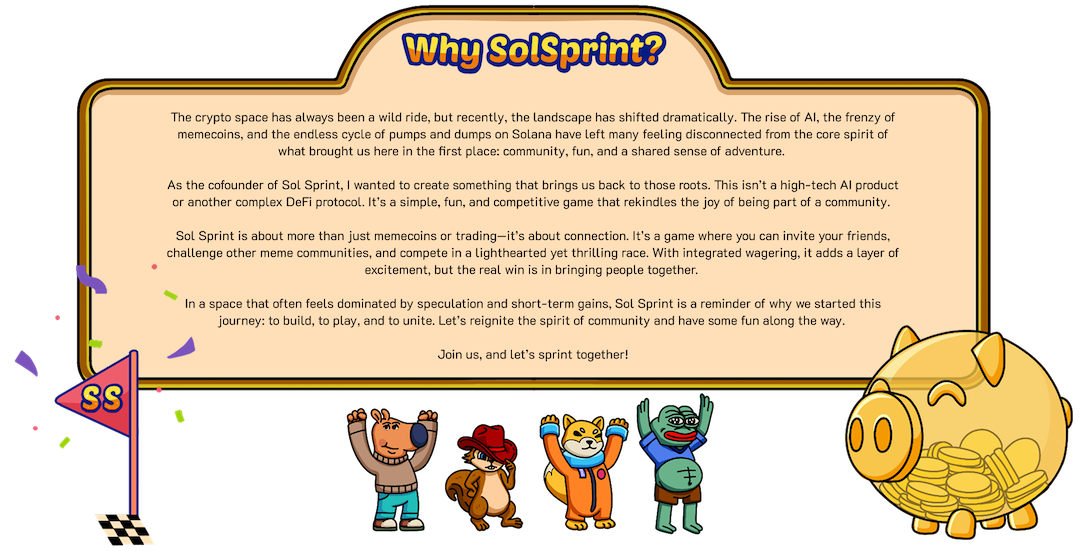 Why SolSprint?
The crypto space has always been a wild ride, but recently, the landscape has shifted dramatically. The rise of AI, the frenzy of
memecoins, and the endless cycle of pumps and dumps on Solana have left many feeling disconnected from the core spirit of
what brought us here in the first place: community, fun, and a shared sense of adventure.
As the cofounder of Sol Sprint, I wanted to create something that brings us back to those roots. This isn't a high-tech AI product
or another complex DeFi protocol. It's a simple, fun, and competitive game that rekindles the joy of being part of a community.
Sol Sprint is about more than just memecoins or trading—it's about connection. It's a game where you can invite your friends,
challenge other meme communities, and compete in a lighthearted yet thrilling race. With integrated wagering, it adds a layer of
excitement, but the real win is in bringing people together.
In a space that often feels dominated by speculation and short-term gains, Sol Sprint is a reminder of why we started this
journey: to build, to play, and to unite. Let's reignite the spirit of community and have some fun along the way.
Join us, and let's sprint together!
SS